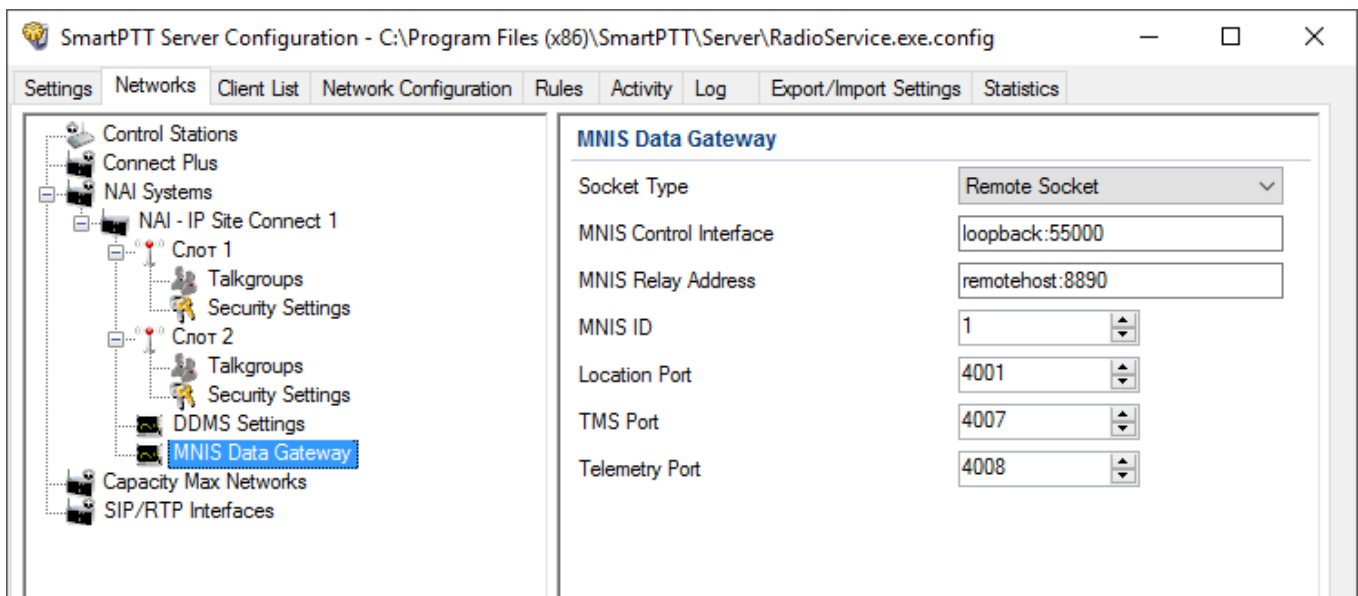 SmartPTT Server Configuration - C:\Program Files (x86)\SmartPTT\Server\RadioService.exe.config
Settings Networks Client List Network Configuration Rules Activity Log Export/Import Settings Statistics
Control Stations
Connect Plus
NAI Systems
NAI - IP Site Connect 1
Слот 1
Talkgroups
Security Settings
Слот 2
Talkgroups
Security Settings
DDMS Settings
MNIS Data Gateway
Capacity Max Networks
SIP/RTP Interfaces
MNIS Data Gateway
Socket Type Remote Socket
MNIS Control Interface loopback:55000
MNIS Relay Address remotehost:8890
MNIS ID 1
Location Port 4001
TMS Port 4007
Telemetry Port 4008